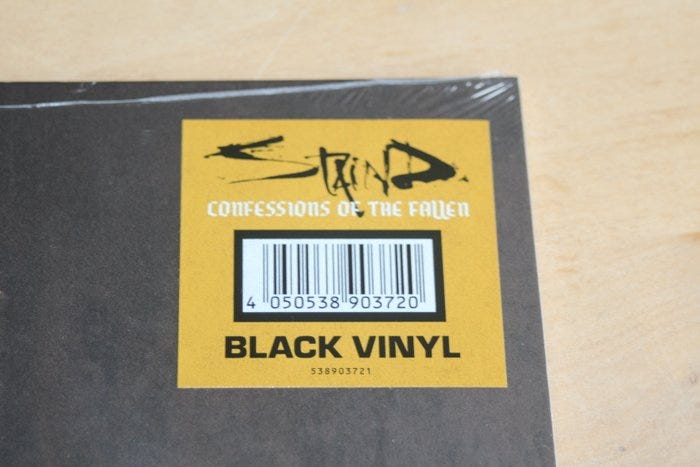 STAIND.
CONFESSIONS OF THE FALLEN
4 050538 903720
BLACK VINYL
538903721